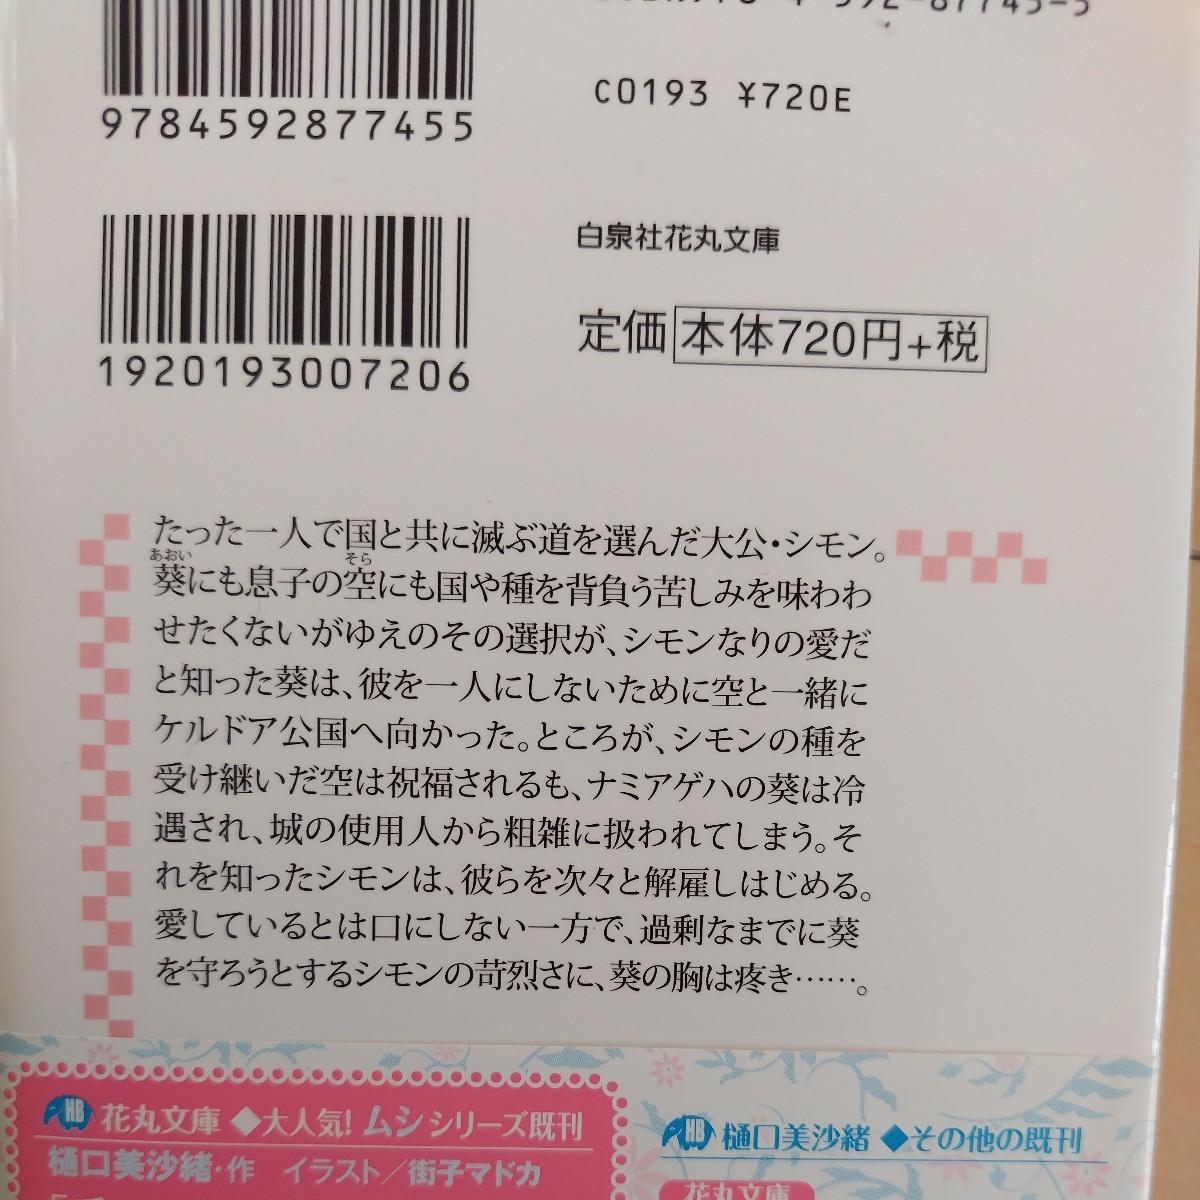 4-592-87745-5
9784592877455
C0193 ¥720E
1920193007206
白泉社花丸文庫
定価 本体720円+税
たった一人で国と共に滅ぶ道を選んだ大公・シモン。
あおい そら
葵にも息子の空にも国や種を背負う苦しみを味わわ
せたくないがゆえのその選択が、シモンなりの愛だ
と知った葵は、彼を一人にしないために空と一緒に
ケルドア公国へ向かった。ところが、シモンの種を
受け継いだ空は祝福されるも、ナミアゲハの葵は冷
遇され、城の使用人から粗雑に扱われてしまう。そ
れを知ったシモンは、彼らを次々と解雇しはじめる。
愛しているとは口にしない一方で、過剰なまでに葵
を守ろうとするシモンの苛烈さに、葵の胸は疼き……。
HB 花丸文庫 ◆大人気! ムシシリーズ既刊
樋口美沙緒・作 イラスト/街子マドカ
HB 樋口美沙緒 ◆その他の既刊
花丸文庫